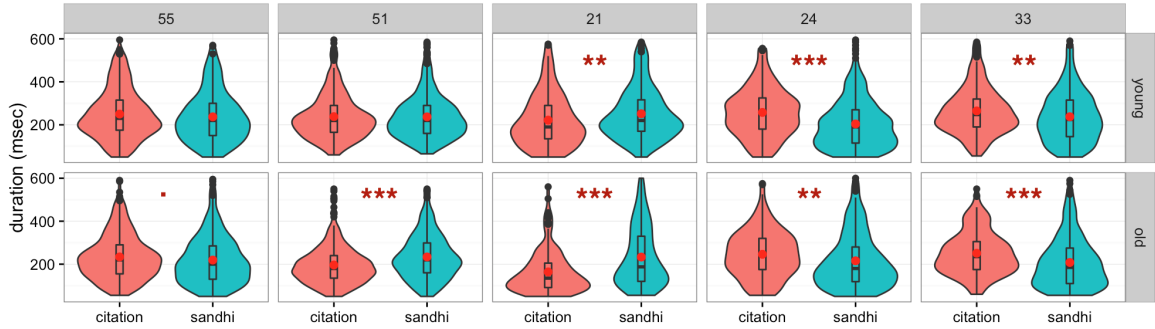 55 51 21 24 33
duration (msec)
600
400
200
** *** **
young
600
400
200
. *** *** ** ***
old
citation sandhi citation sandhi citation sandhi citation sandhi citation sandhi